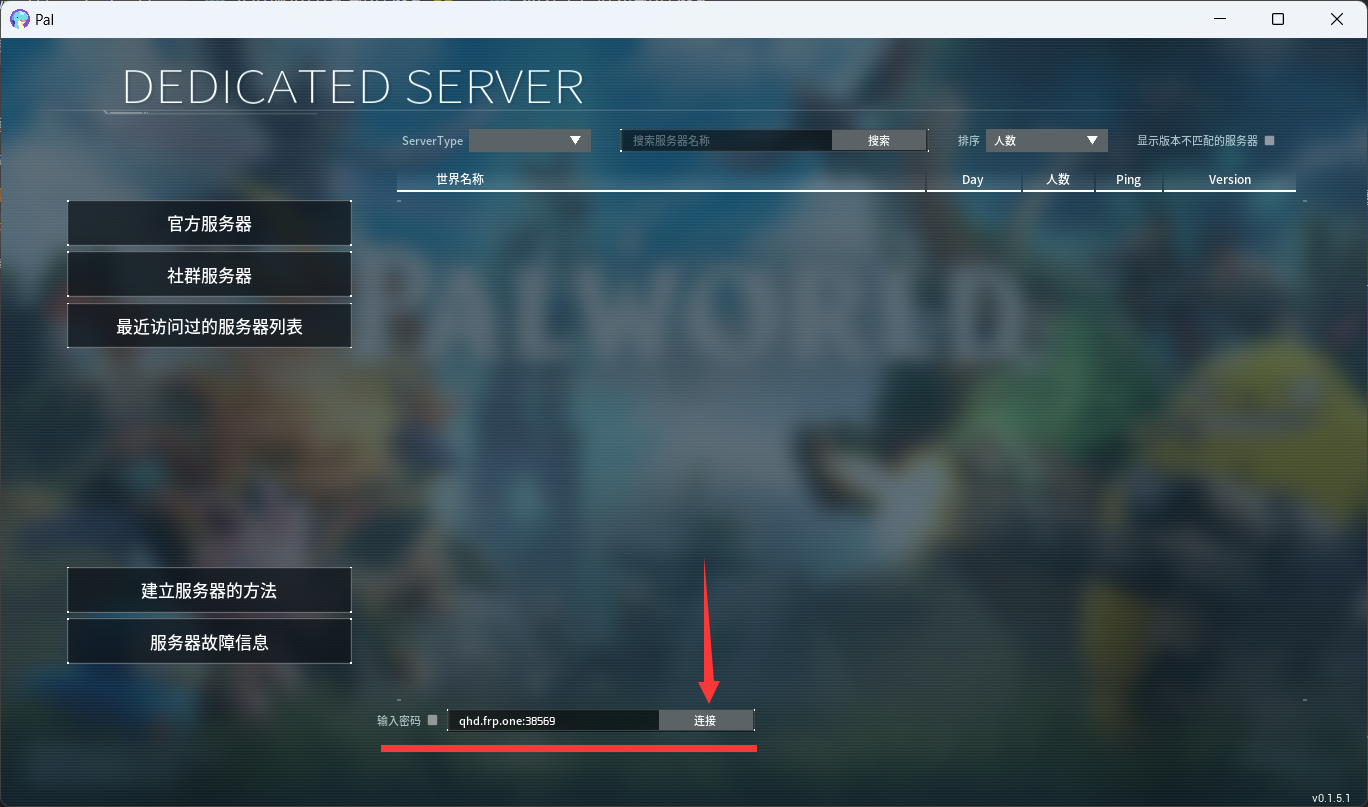 Pal
DEDICATED SERVER
ServerType
搜索服务器名称
搜索
排序
人数
显示版本不匹配的服务器
世界名称
Day
人数
Ping
Version
官方服务器
社群服务器
最近访问过的服务器列表
PALWORLD
建立服务器的方法
服务器故障信息
输入密码
qhd.frp.one:38569
连接
v0.1.5.1